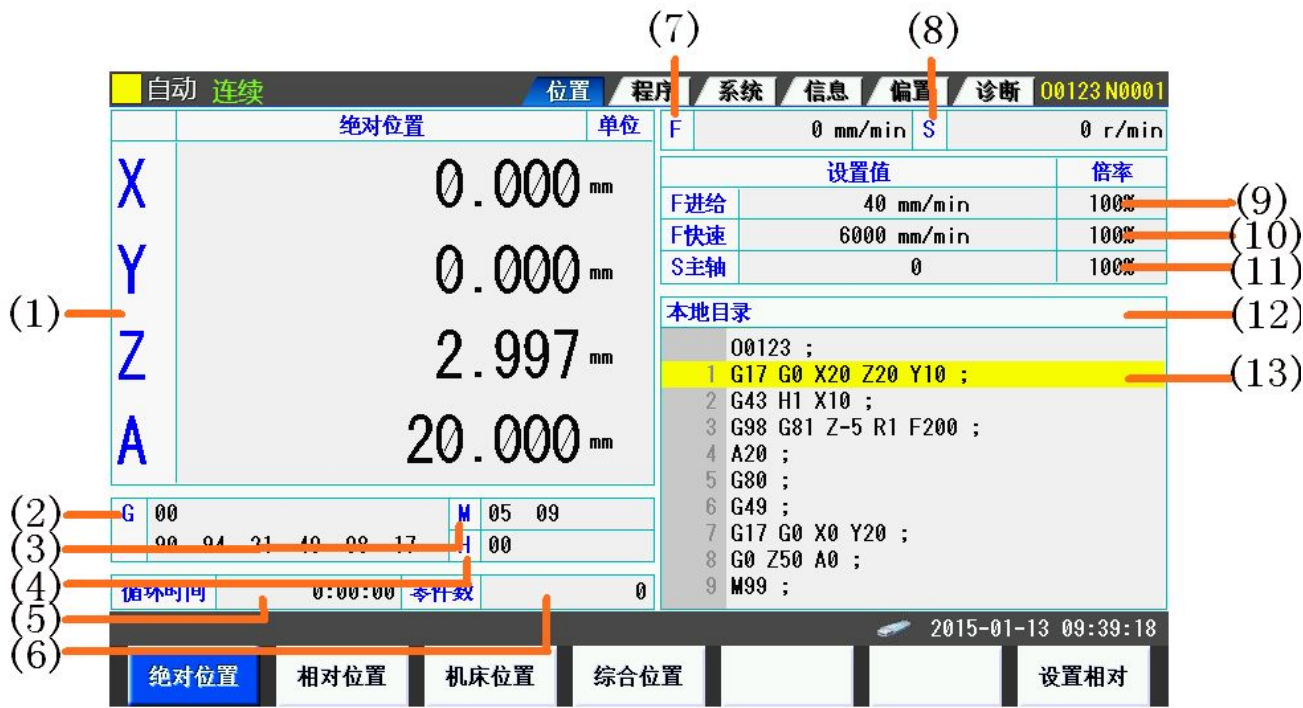 (7) (8)
自动 连续 位置 程序 系统 信息 偏置 诊断 O0123 N0001
绝对位置 单位 F 0 mm/min S 0 r/min
X 0.000 mm
Y 0.000 mm
Z 2.997 mm
A 20.000 mm
设置值 倍率
F进给 40 mm/min 100% (9)
F快速 6000 mm/min 100% (10)
S主轴 0 100% (11)
(1)
本地目录 (12)
O0123 ;
1 G17 G0 X20 Z20 Y10 ; (13)
2 G43 H1 X10 ;
3 G98 G81 Z-5 R1 F200 ;
4 A20 ;
5 G80 ;
6 G49 ;
7 G17 G0 X0 Y20 ;
8 G0 Z50 A0 ;
9 M99 ;
(2) G 00 M 05 09
(3) H 00
(4)
循环时间 0:00:00 零件数 0
(5)
(6)
2015-01-13 09:39:18
绝对位置 相对位置 机床位置 综合位置 设置相对